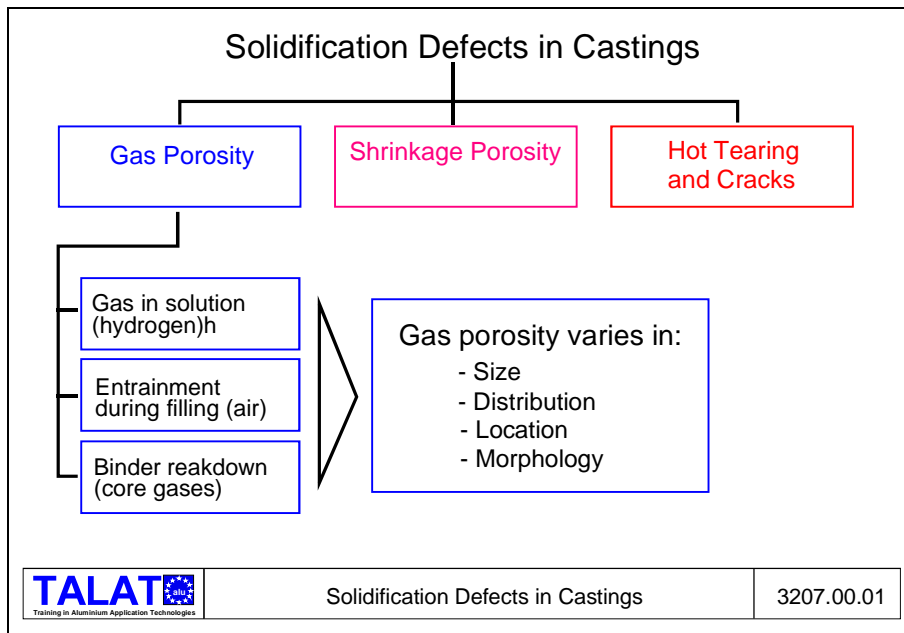 Solidification Defects in Castings
Gas Porosity
Shrinkage Porosity
Hot Tearing
and Cracks
Gas in solution
(hydrogen)h
Entrainment
during filling (air)
Binder reakdown
(core gases)
Gas porosity varies in:
- Size
- Distribution
- Location
- Morphology
TALAT
alu
Training in Aluminium Application Technologies
Solidification Defects in Castings
3207.00.01